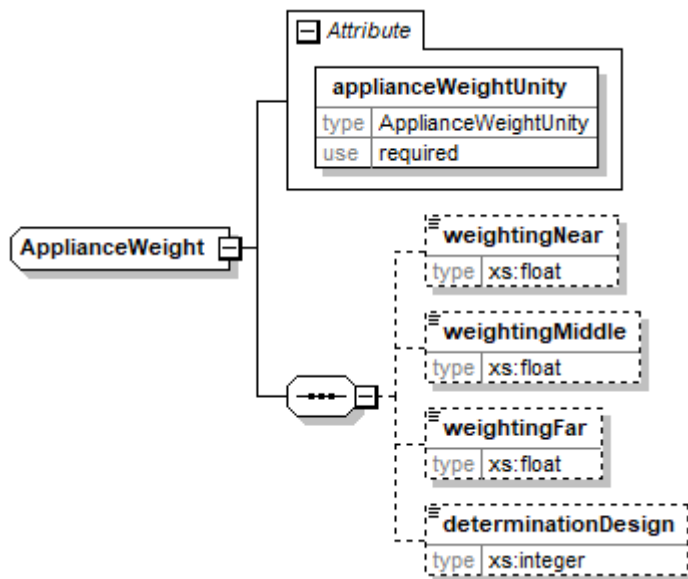 Attribute
applianceWeightUnity
type ApplianceWeightUnity
use required
ApplianceWeight
weightingNear
type xs:float
weightingMiddle
type xs:float
weightingFar
type xs:float
determinationDesign
type xs:integer